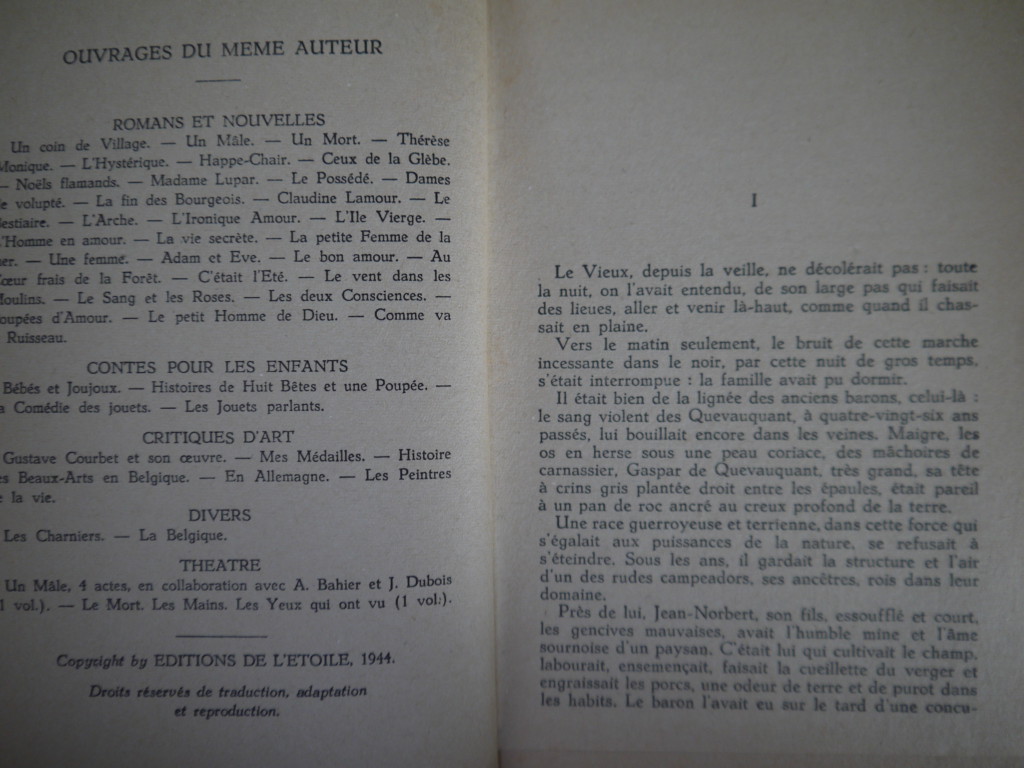 OUVRAGES DU MEME AUTEUR
ROMANS ET NOUVELLES
Un coin de Village. — Un Mâle. — Un Mort. — Thérèse
Monique. — L'Hystérique. — Happe-Chair. — Ceux de la Glèbe.
— Noëls flamands. — Madame Lupar. — Le Possédé. — Dames
e volupté. — La fin des Bourgeois. — Claudine Lamour. — Le
estiaire. — L'Arche. — L'Ironique Amour. — L'Ile Vierge. —
'Homme en amour. — La vie secrète. — La petite Femme de la
er. — Une femme. — Adam et Eve. — Le bon amour. — Au
œur frais de la Forêt. — C'était l'Eté. — Le vent dans les
oulins. — Le Sang et les Roses. — Les deux Consciences. —
oupées d'Amour. — Le petit Homme de Dieu. — Comme va
Ruisseau.
CONTES POUR LES ENFANTS
Bébés et Joujoux. — Histoires de Huit Bêtes et une Poupée. —
a Comédie des jouets. — Les Jouets parlants.
CRITIQUES D'ART
Gustave Courbet et son œuvre. — Mes Médailles. — Histoire
es Beaux-Arts en Belgique. — En Allemagne. — Les Peintres
e la vie.
DIVERS
Les Charniers. — La Belgique.
THEATRE
Un Mâle, 4 actes, en collaboration avec A. Bahier et J. Dubois
1 vol.). — Le Mort. Les Mains. Les Yeux qui ont vu (1 vol.).
Copyright by EDITIONS DE L'ETOILE, 1944.
Droits réservés de traduction, adaptation
et reproduction.
I
Le Vieux, depuis la veille, ne décolérait pas : toute
la nuit, on l'avait entendu, de son large pas qui faisait
des lieues, aller et venir là-haut, comme quand il chas-
sait en plaine.
Vers le matin seulement, le bruit de cette marche
incessante dans le noir, par cette nuit de gros temps,
s'était interrompue : la famille avait pu dormir.
Il était bien de la lignée des anciens barons, celui-là :
le sang violent des Quevauquant, à quatre-vingt-six ans
passés, lui bouillait encore dans les veines. Maigre, les
os en herse sous une peau coriace, des mâchoires de
carnassier, Gaspar de Quevauquant, très grand, sa tête
à crins gris plantée droit entre les épaules, était pareil
à un pan de roc ancré au creux profond de la terre.
Une race guerroyeuse et terrienne, dans cette force qui
s'égalait aux puissances de la nature, se refusait à
s'éteindre. Sous les ans, il gardait la structure et l'air
d'un des rudes campeadors, ses ancêtres, rois dans leur
domaine.
Près de lui, Jean-Norbert, son fils, essoufflé et court,
les gencives mauvaises, avait l'humble mine et l'âme
sournoise d'un paysan. C'était lui qui cultivait le champ,
labourait, ensemençait, faisait la cueillette du verger et
engraissait les porcs, une odeur de terre et de purot dans
les habits. Le baron l'avait eu sur le tard d'une concu-